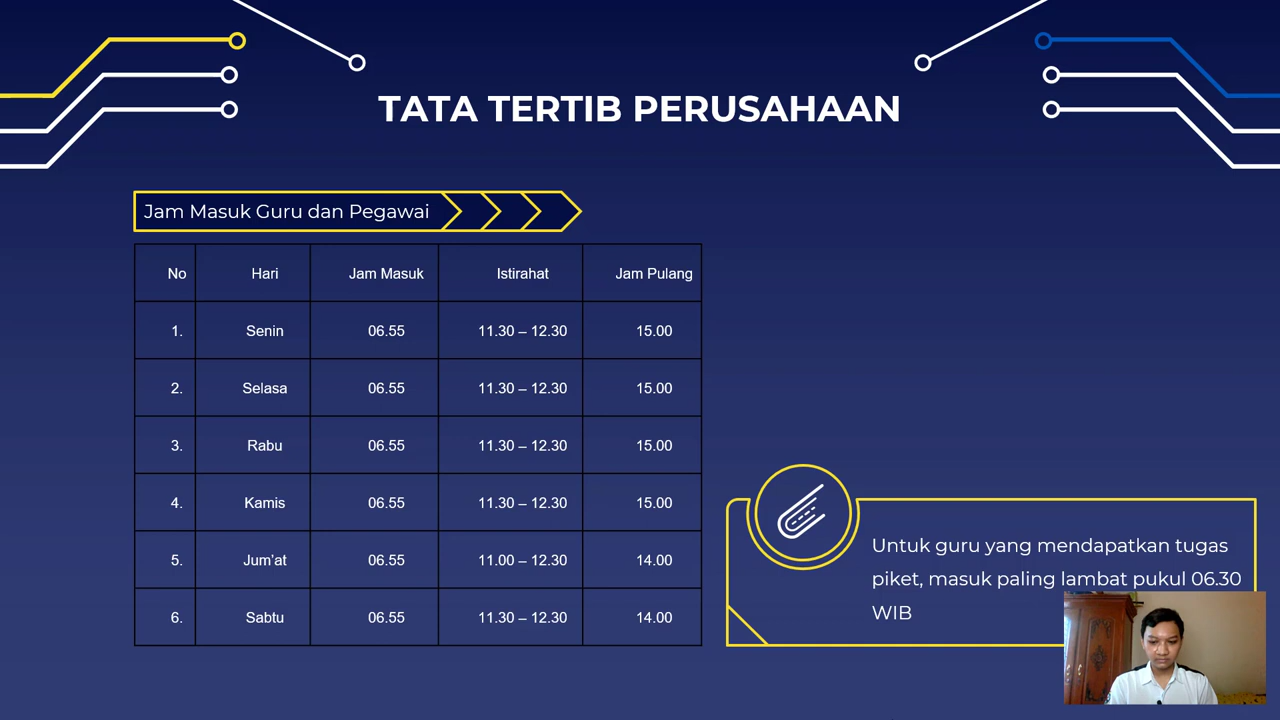 TATA TERTIB PERUSAHAAN
Jam Masuk Guru dan Pegawai
No Hari Jam Masuk Istirahat Jam Pulang
1. Senin 06.55 11.30 – 12.30 15.00
2. Selasa 06.55 11.30 – 12.30 15.00
3. Rabu 06.55 11.30 – 12.30 15.00
4. Kamis 06.55 11.30 – 12.30 15.00
5. Jum’at 06.55 11.00 – 12.30 14.00
6. Sabtu 06.55 11.30 – 12.30 14.00
Untuk guru yang mendapatkan tugas
piket, masuk paling lambat pukul 06.30
WIB